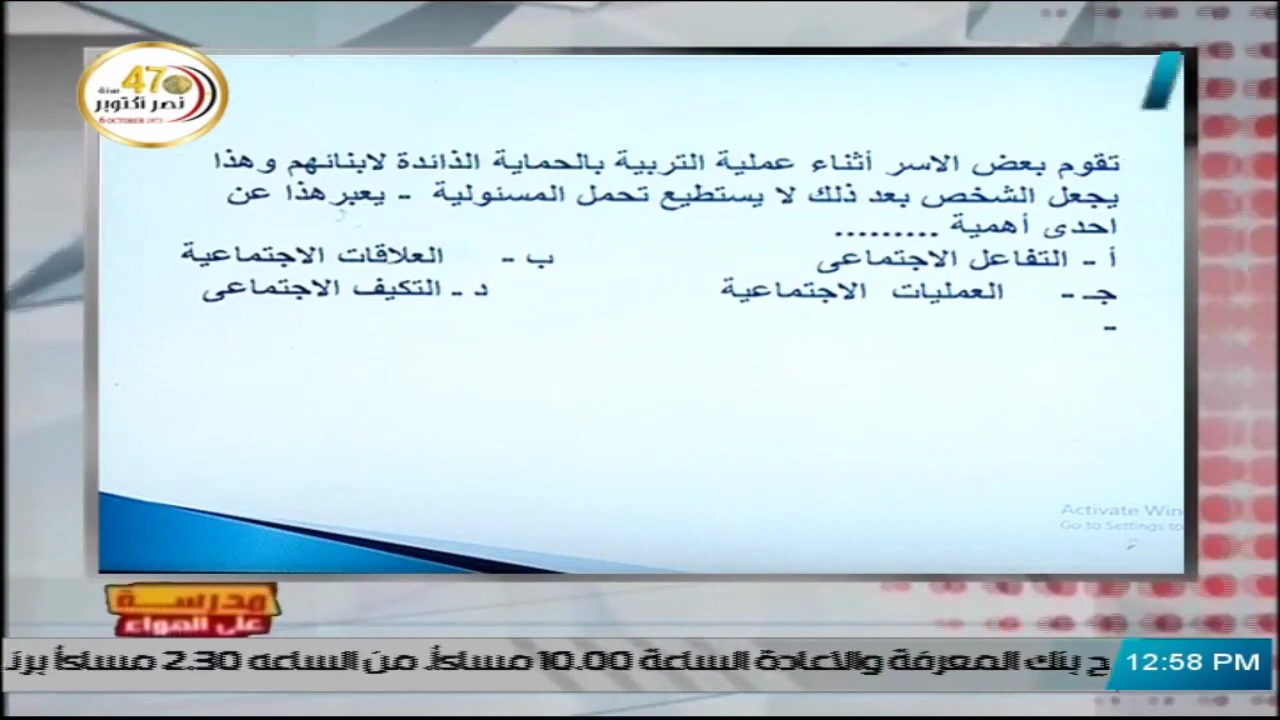 47 سنة
نصر أكتوبر
6 OCTOBER 1973
تقوم بعض الاسر أثناء عملية التربية بالحماية الذائدة لابنائهم وهذا
يجعل الشخص بعد ذلك لا يستطيع تحمل المسئولية - يعبرهذا عن
احدى أهمية .........
أ - التفاعل الاجتماعى ب - العلاقات الاجتماعية
جـ - العمليات الاجتماعية د - التكيف الاجتماعى
-
Activate Win
Go to Settings to
مدرســة
على الهواء
ج بنك المعرفة والاعادة الساعة 10.00 مساءاً. من الساعه 2.30 مساءاً برنـ
12:58 PM